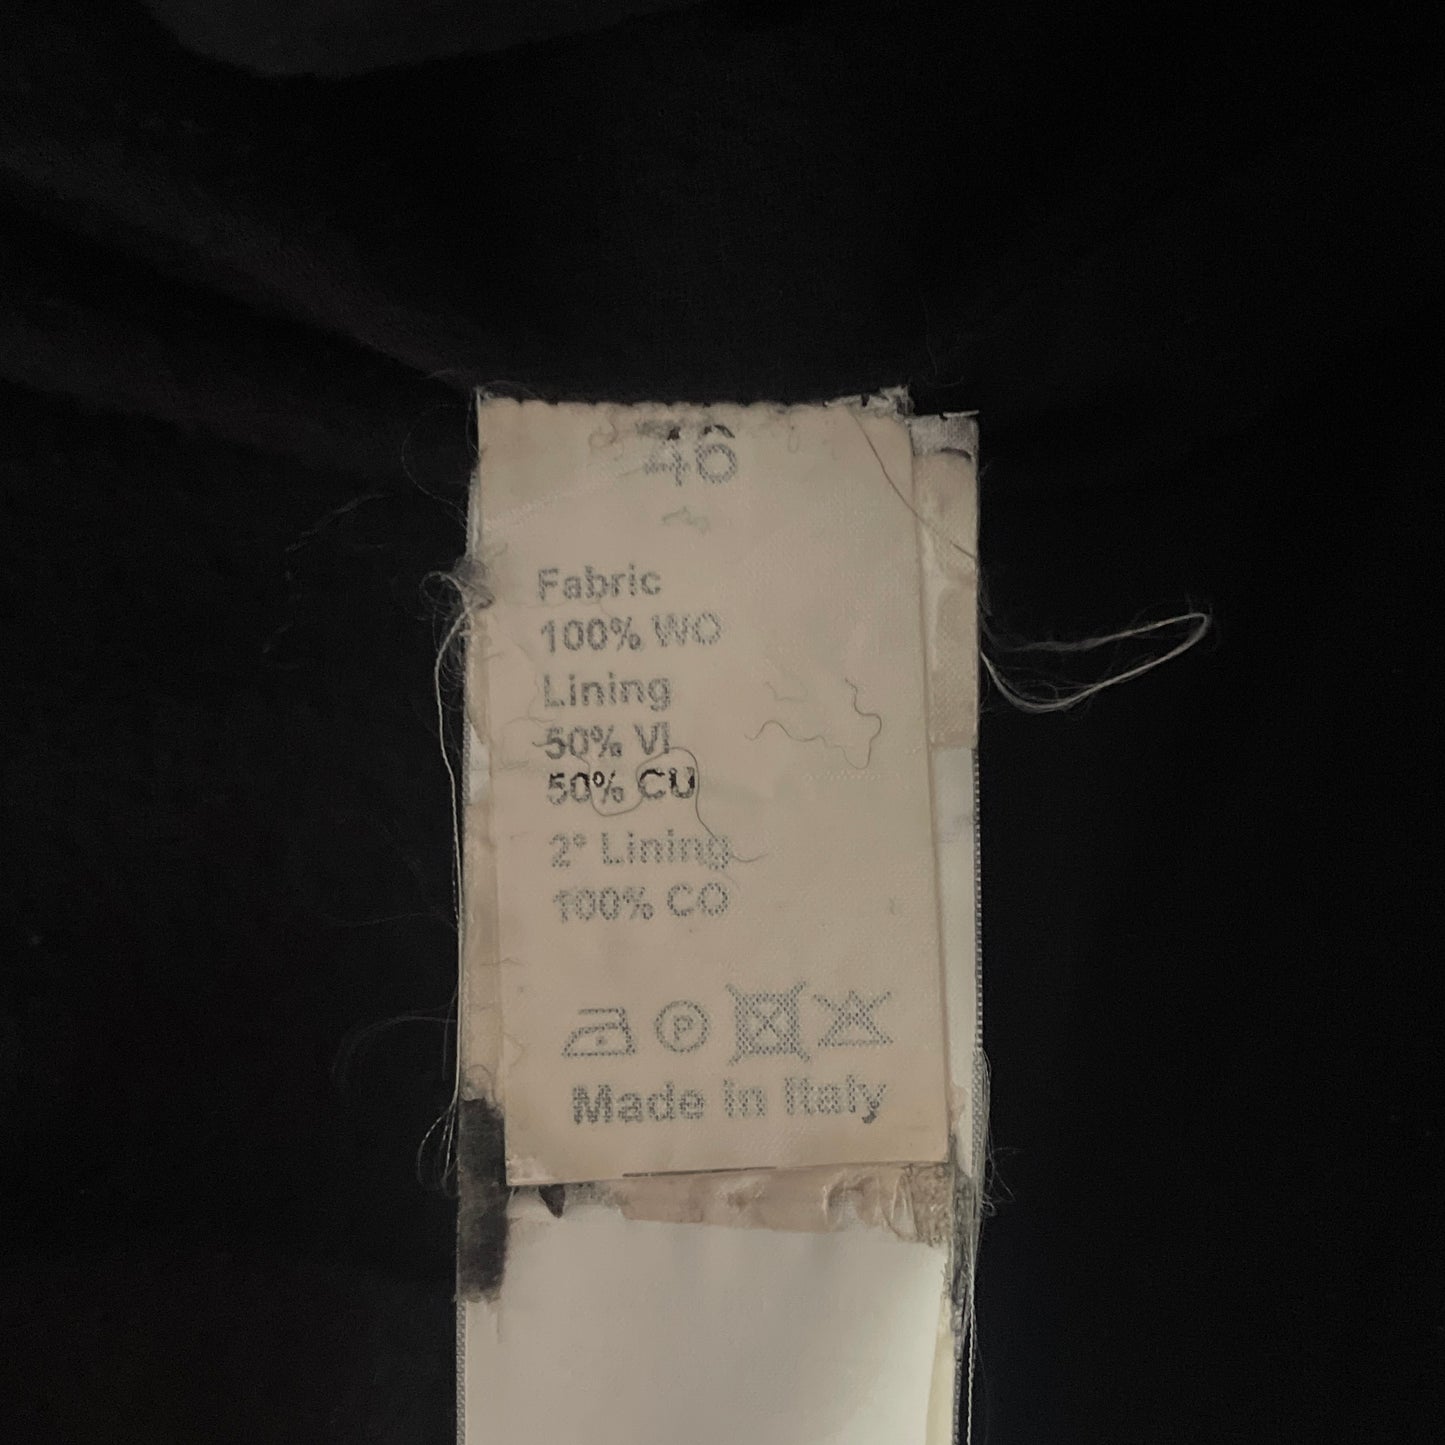 46
Fabric
100% WO
Lining
50% VI
50% CU
2° Lining
100% CO
P
Made in Italy